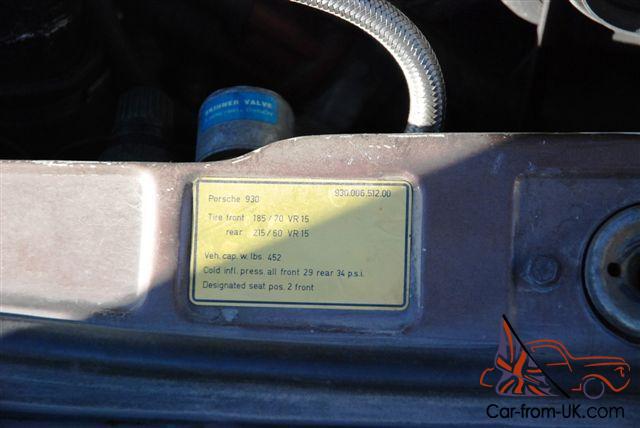 SKINNER VALVE
Porsche 930 930.006.512.00
Tire front 185/70 VR 15
rear 215/60 VR 15
Veh. cap. w. lbs. 452
Cold infl. press. all front 29 rear 34 p.s.i.
Designated seat pos. 2 front
Car-from-UK.com